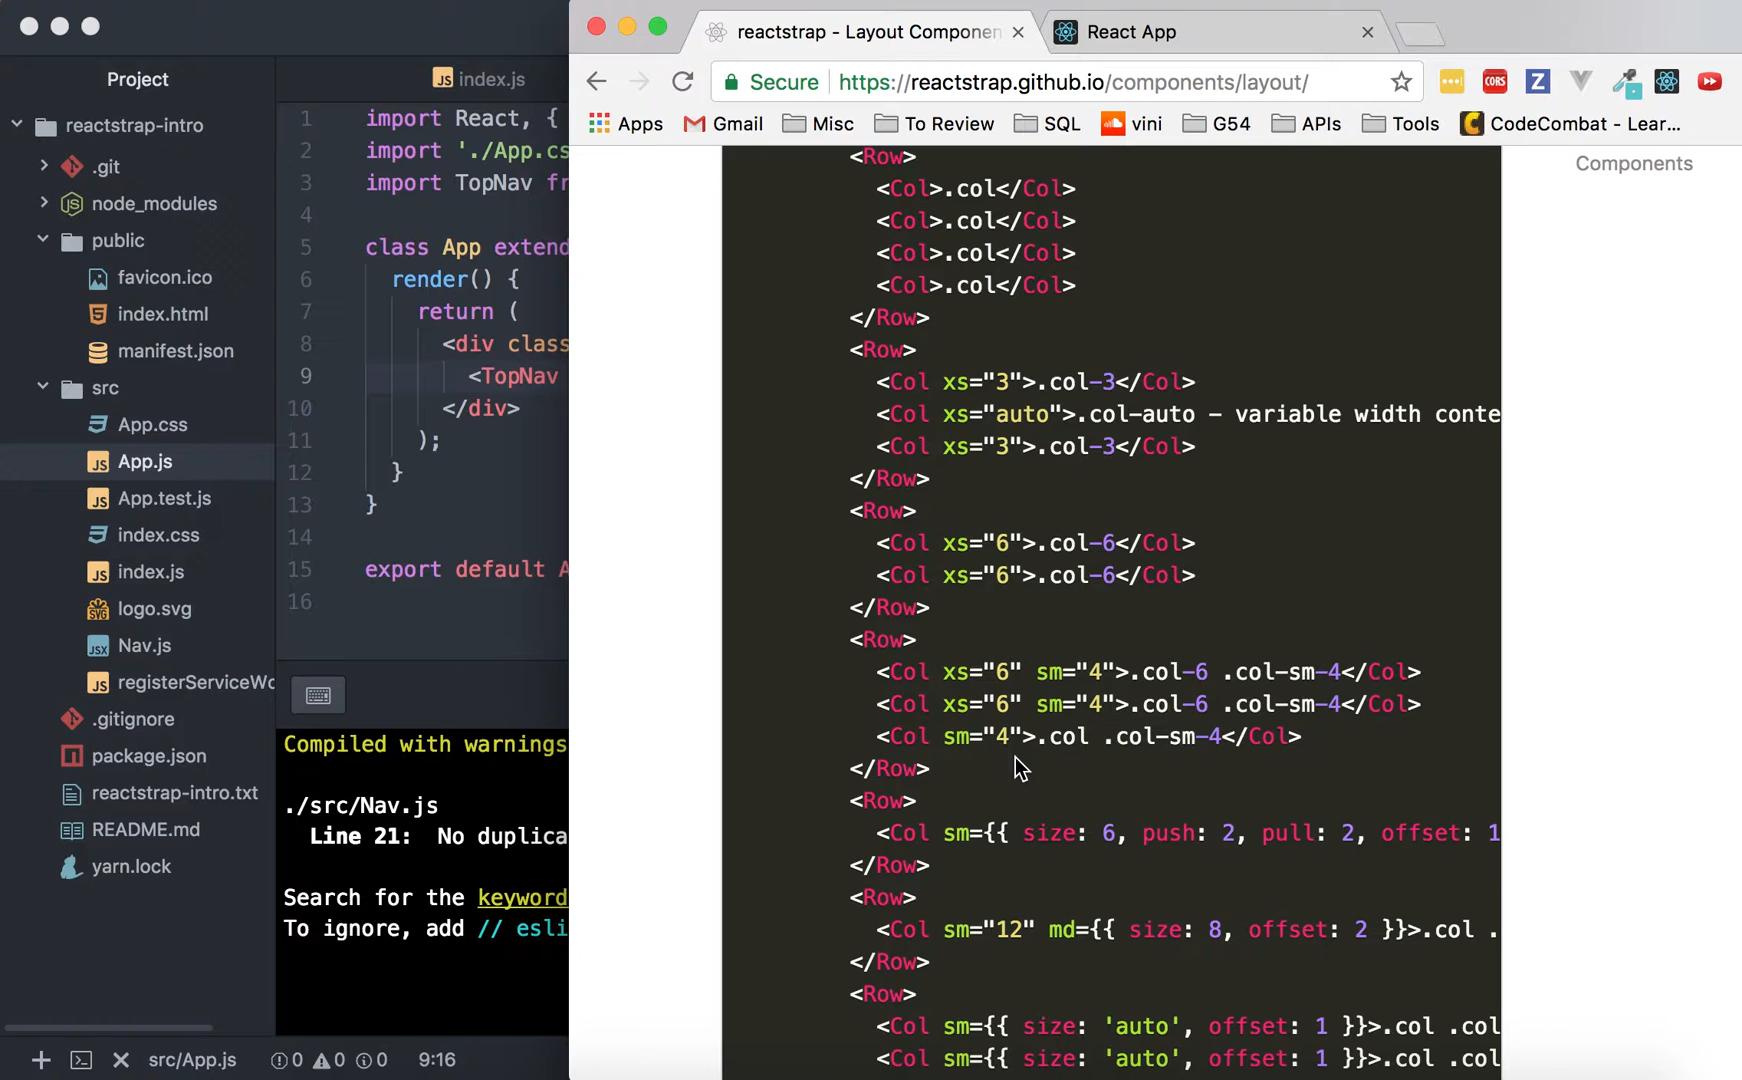 Project
reactstrap-intro
.git
node_modules
public
favicon.ico
index.html
manifest.json
src
App.css
App.js
App.test.js
index.css
index.js
logo.svg
Nav.js
registerServiceWo
.gitignore
package.json
reactstrap-intro.txt
README.md
yarn.lock
index.js
1 import React, {
2 import './App.cs
3 import TopNav fr
4
5 class App extend
6 render() {
7 return (
8 <div class
9 <TopNav
10 </div>
11 );
12 }
13 }
14
15 export default A
16
Compiled with warnings
./src/Nav.js
Line 21: No duplica
Search for the keyword
To ignore, add // esli
src/App.js 0 0 0 9:16
reactstrap - Layout Componen
React App
Secure https://reactstrap.github.io/components/layout/
Apps Gmail Misc To Review SQL vini G54 APIs Tools CodeCombat - Lear...
CORS
Z
Components
<Row>
<Col>.col</Col>
<Col>.col</Col>
<Col>.col</Col>
<Col>.col</Col>
</Row>
<Row>
<Col xs="3">.col-3</Col>
<Col xs="auto">.col-auto - variable width conte
<Col xs="3">.col-3</Col>
</Row>
<Row>
<Col xs="6">.col-6</Col>
<Col xs="6">.col-6</Col>
</Row>
<Row>
<Col xs="6" sm="4">.col-6 .col-sm-4</Col>
<Col xs="6" sm="4">.col-6 .col-sm-4</Col>
<Col sm="4">.col .col-sm-4</Col>
</Row>
<Row>
<Col sm={{ size: 6, push: 2, pull: 2, offset: 1
</Row>
<Row>
<Col sm="12" md={{ size: 8, offset: 2 }}>.col .
</Row>
<Row>
<Col sm={{ size: 'auto', offset: 1 }}>.col .col
<Col sm={{ size: 'auto', offset: 1 }}>.col .col